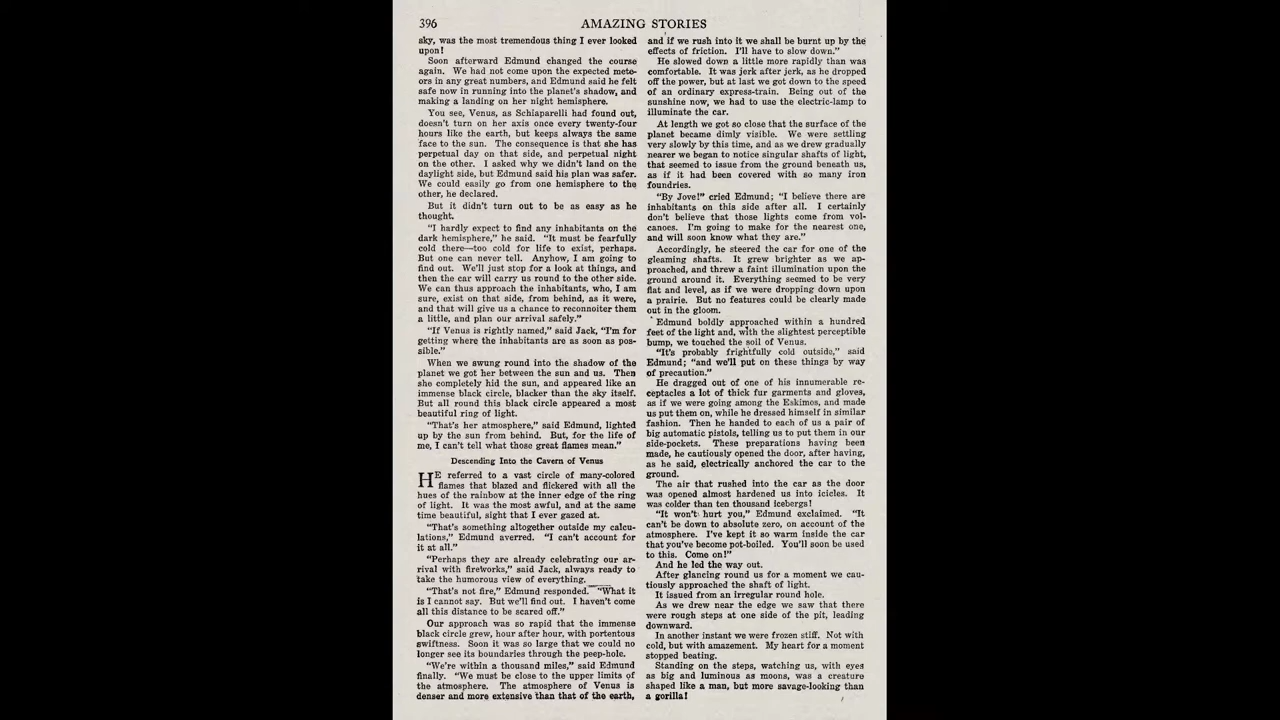 396
AMAZING STORIES
sky, was the most tremendous thing I ever looked
upon!
Soon afterward Edmund changed the course
again. We had not come upon the expected mete-
ors in any great numbers, and Edmund said he felt
safe now in running into the planet's shadow, and
making a landing on her night hemisphere.
You see, Venus, as Schiaparelli had found out,
doesn't turn on her axis once every twenty-four
hours like the earth, but keeps always the same
face to the sun. The consequence is that she has
perpetual day on that side, and perpetual night
on the other. I asked why we didn't land on the
daylight side, but Edmund said his plan was safer.
We could easily go from one hemisphere to the
other, he declared.
But it didn't turn out to be as easy as he
thought.
"I hardly expect to find any inhabitants on the
dark hemisphere," he said. "It must be fearfully
cold there—too cold for life to exist, perhaps.
But one can never tell. Anyhow, I am going to
find out. We'll just stop for a look at things, and
then the car will carry us round to the other side.
We can thus approach the inhabitants, who, I am
sure, exist on that side, from behind, as it were,
and that will give us a chance to reconnoiter them
a little, and plan our arrival safely."
"If Venus is rightly named," said Jack, "I'm for
getting where the inhabitants are as soon as pos-
sible."
When we swung round into the shadow of the
planet we got her between the sun and us. Then
she completely hid the sun, and appeared like an
immense black circle, blacker than the sky itself.
But all round this black circle appeared a most
beautiful ring of light.
"That's her atmosphere," said Edmund, lighted
up by the sun from behind. But, for the life of
me, I can't tell what those great flames mean."
Descending Into the Cavern of Venus
HE referred to a vast circle of many-colored
flames that blazed and flickered with all the
hues of the rainbow at the inner edge of the ring
of light. It was the most awful, and at the same
time beautiful, sight that I ever gazed at.
"That's something altogether outside my calcu-
lations," Edmund averred. "I can't account for
it at all."
"Perhaps they are already celebrating our ar-
rival with fireworks," said Jack, always ready to
take the humorous view of everything.
"That's not fire," Edmund responded. "What it
is I cannot say. But we'll find out. I haven't come
all this distance to be scared off."
Our approach was so rapid that the immense
black circle grew, hour after hour, with portentous
swiftness. Soon it was so large that we could no
longer see its boundaries through the peep-hole.
"We're within a thousand miles," said Edmund
finally. "We must be close to the upper limits of
the atmosphere. The atmosphere of Venus is
denser and more extensive than that of the earth,
and if we rush into it we shall be burnt up by the
effects of friction. I'll have to slow down."
He slowed down a little more rapidly than was
comfortable. It was jerk after jerk, as he dropped
off the power, but at last we got down to the speed
of an ordinary express-train. Being out of the
sunshine now, we had to use the electric-lamp to
illuminate the car.
At length we got so close that the surface of the
planet became dimly visible. We were settling
very slowly by this time, and as we drew gradually
nearer we began to notice singular shafts of light,
that seemed to issue from the ground beneath us,
as if it had been covered with so many iron
foundries.
"By Jove!" cried Edmund; "I believe there are
inhabitants on this side after all. I certainly
don't believe that those lights come from vol-
canoes. I'm going to make for the nearest one,
and will soon know what they are."
Accordingly, he steered the car for one of the
gleaming shafts. It grew brighter as we ap-
proached, and threw a faint illumination upon the
ground around it. Everything seemed to be very
flat and level, as if we were dropping down upon
a prairie. But no features could be clearly made
out in the gloom.
Edmund boldly approached within a hundred
feet of the light and, with the slightest perceptible
bump, we touched the soil of Venus.
"It's probably frightfully cold outside," said
Edmund; "and we'll put on these things by way
of precaution."
He dragged out of one of his innumerable re-
ceptacles a lot of thick fur garments and gloves,
as if we were going among the Eskimos, and made
us put them on, while he dressed himself in similar
fashion. Then he handed to each of us a pair of
big automatic pistols, telling us to put them in our
side-pockets. These preparations having been
made, he cautiously opened the door, after having,
as he said, electrically anchored the car to the
ground.
The air that rushed into the car as the door
was opened almost hardened us into icicles. It
was colder than ten thousand icebergs!
"It won't hurt you," Edmund exclaimed. "It
can't be down to absolute zero, on account of the
atmosphere. I've kept it so warm inside the car
that you've become pot-boiled. You'll soon be used
to this. Come on!"
And he led the way out.
After glancing round us for a moment we cau-
tiously approached the shaft of light.
It issued from an irregular round hole.
As we drew near the edge we saw that there
were rough steps at one side of the pit, leading
downward.
In another instant we were frozen stiff. Not with
cold, but with amazement. My heart for a moment
stopped beating.
Standing on the steps, watching us, with eyes
as big and luminous as moons, was a creature
shaped like a man, but more savage-looking than
a gorilla!